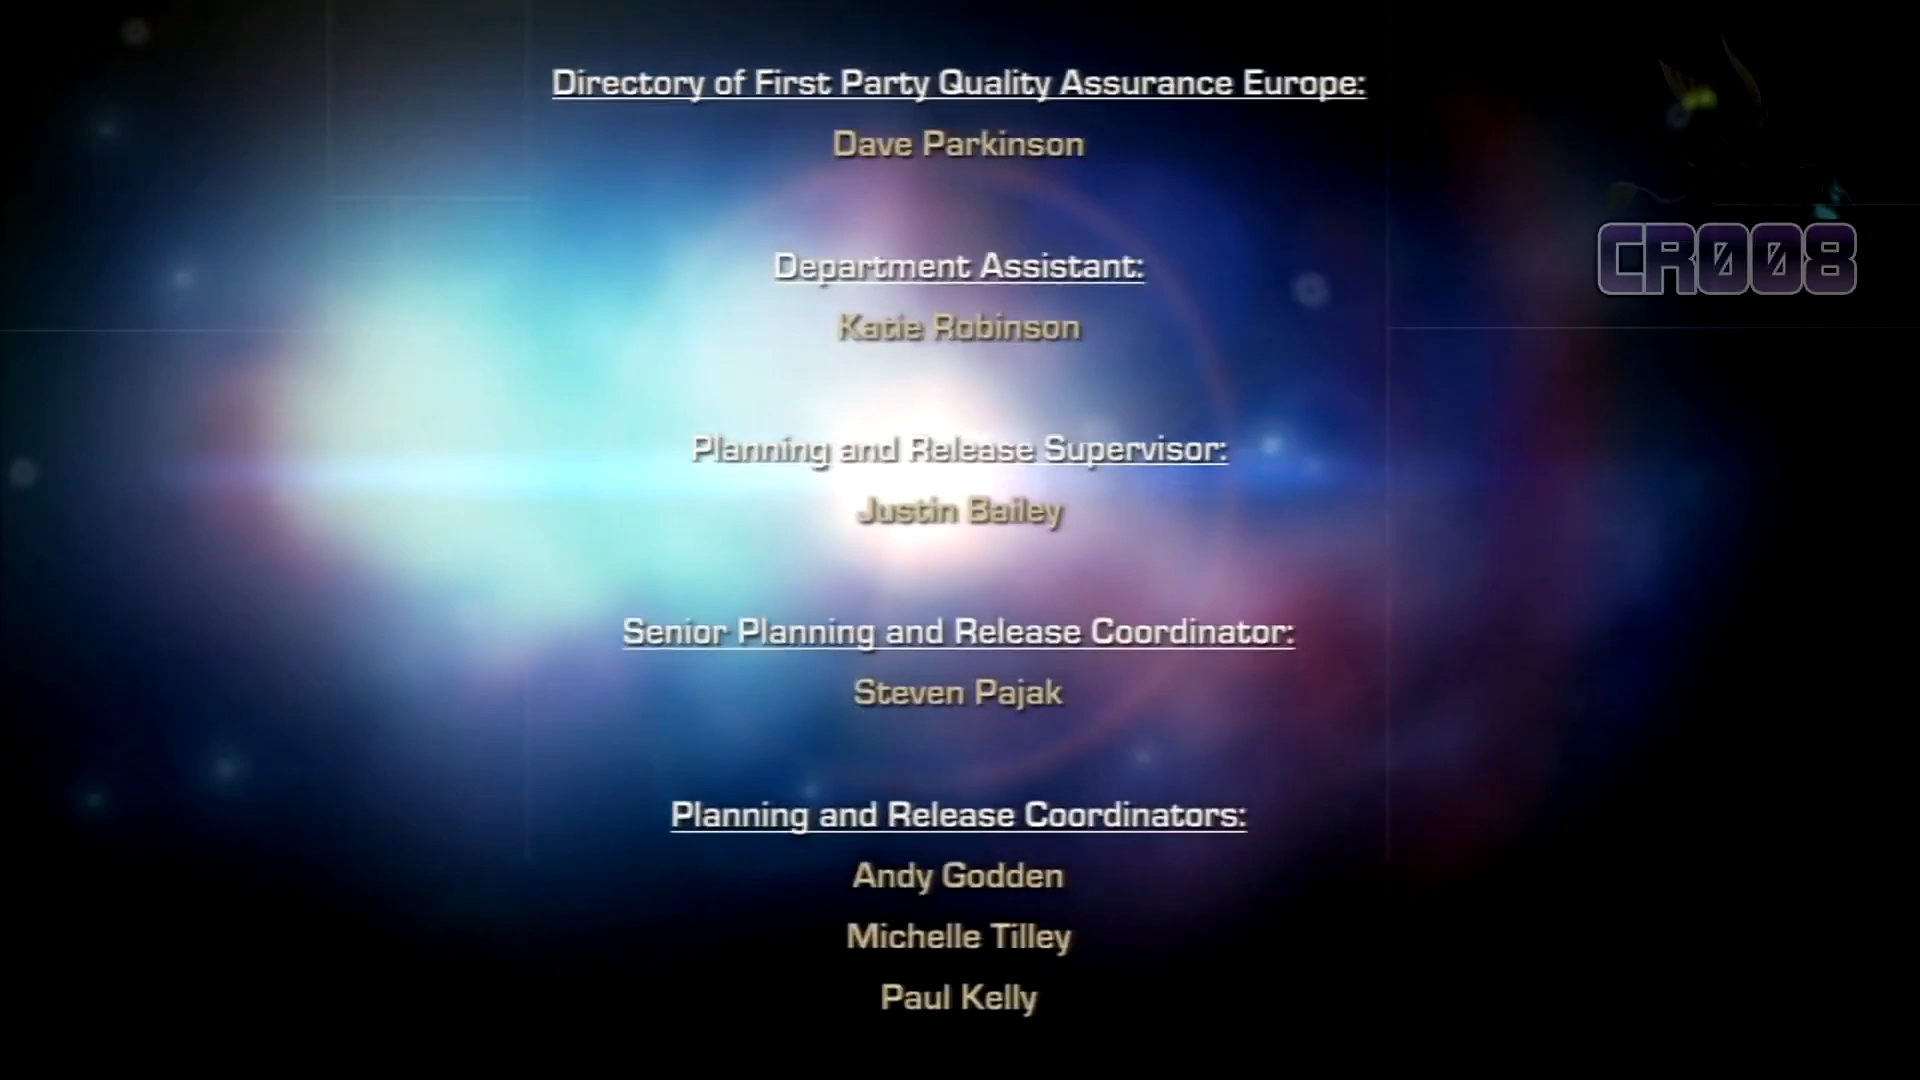 Directory of First Party Quality Assurance Europe:
Dave Parkinson
CR008
Department Assistant:
Katie Robinson
Planning and Release Supervisor:
Justin Bailey
Senior Planning and Release Coordinator:
Steven Pajak
Planning and Release Coordinators:
Andy Godden
Michelle Tilley
Paul Kelly